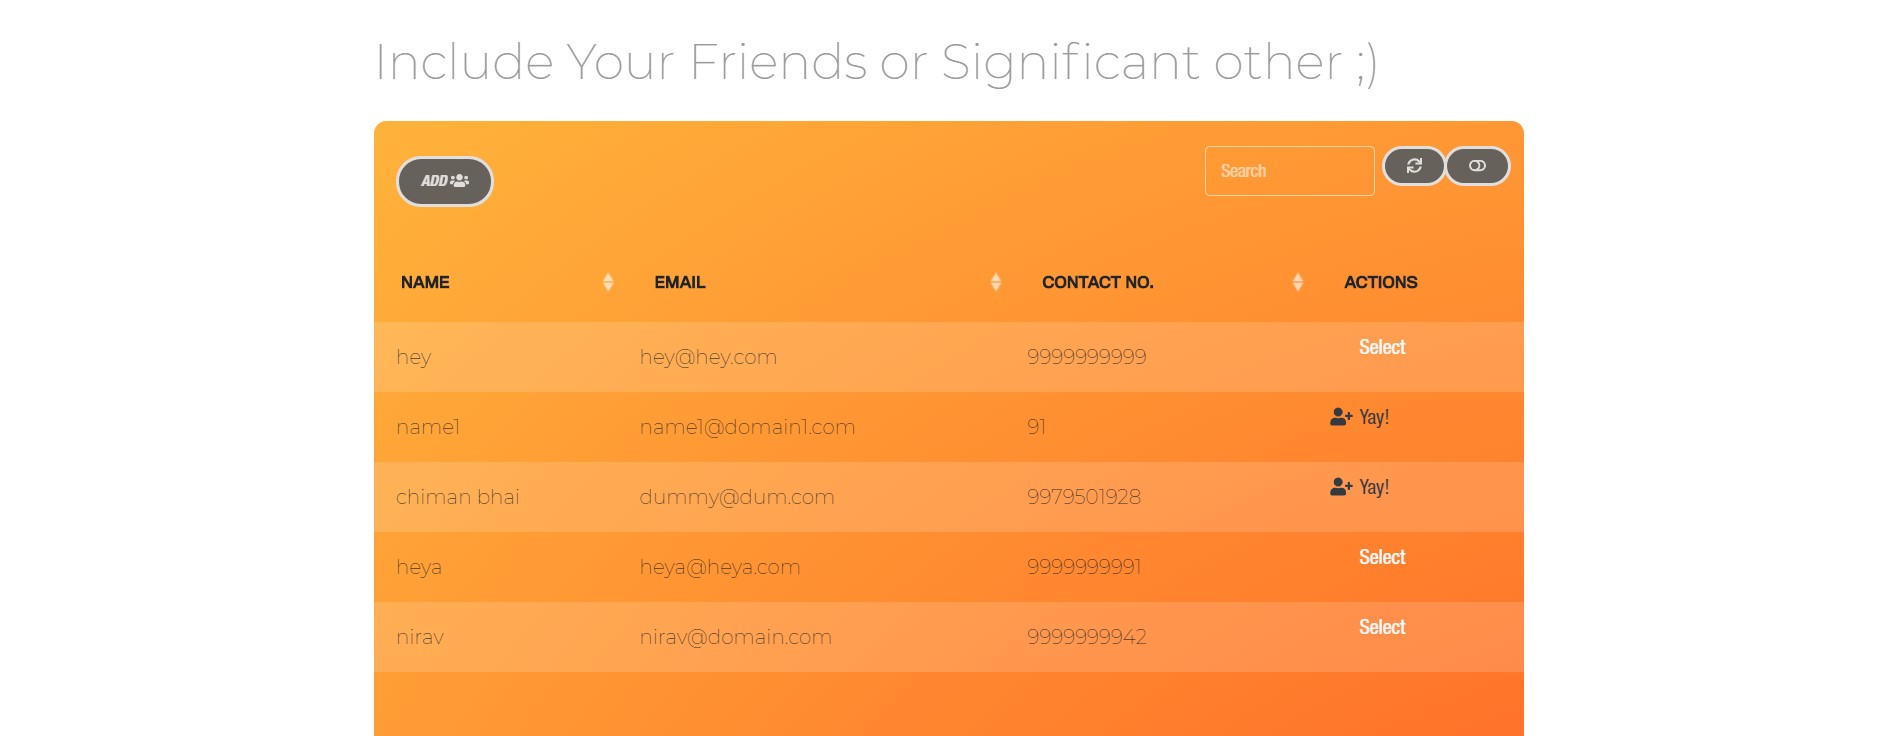 Include Your Friends or Significant other ;)
ADD
Search
NAME EMAIL CONTACT NO. ACTIONS
hey hey@hey.com 9999999999 Select
name1 name1@domain1.com 91 Yay!
chiman bhai dummy@dum.com 9979501928 Yay!
heya heya@heya.com 9999999991 Select
nirav nirav@domain.com 9999999942 Select